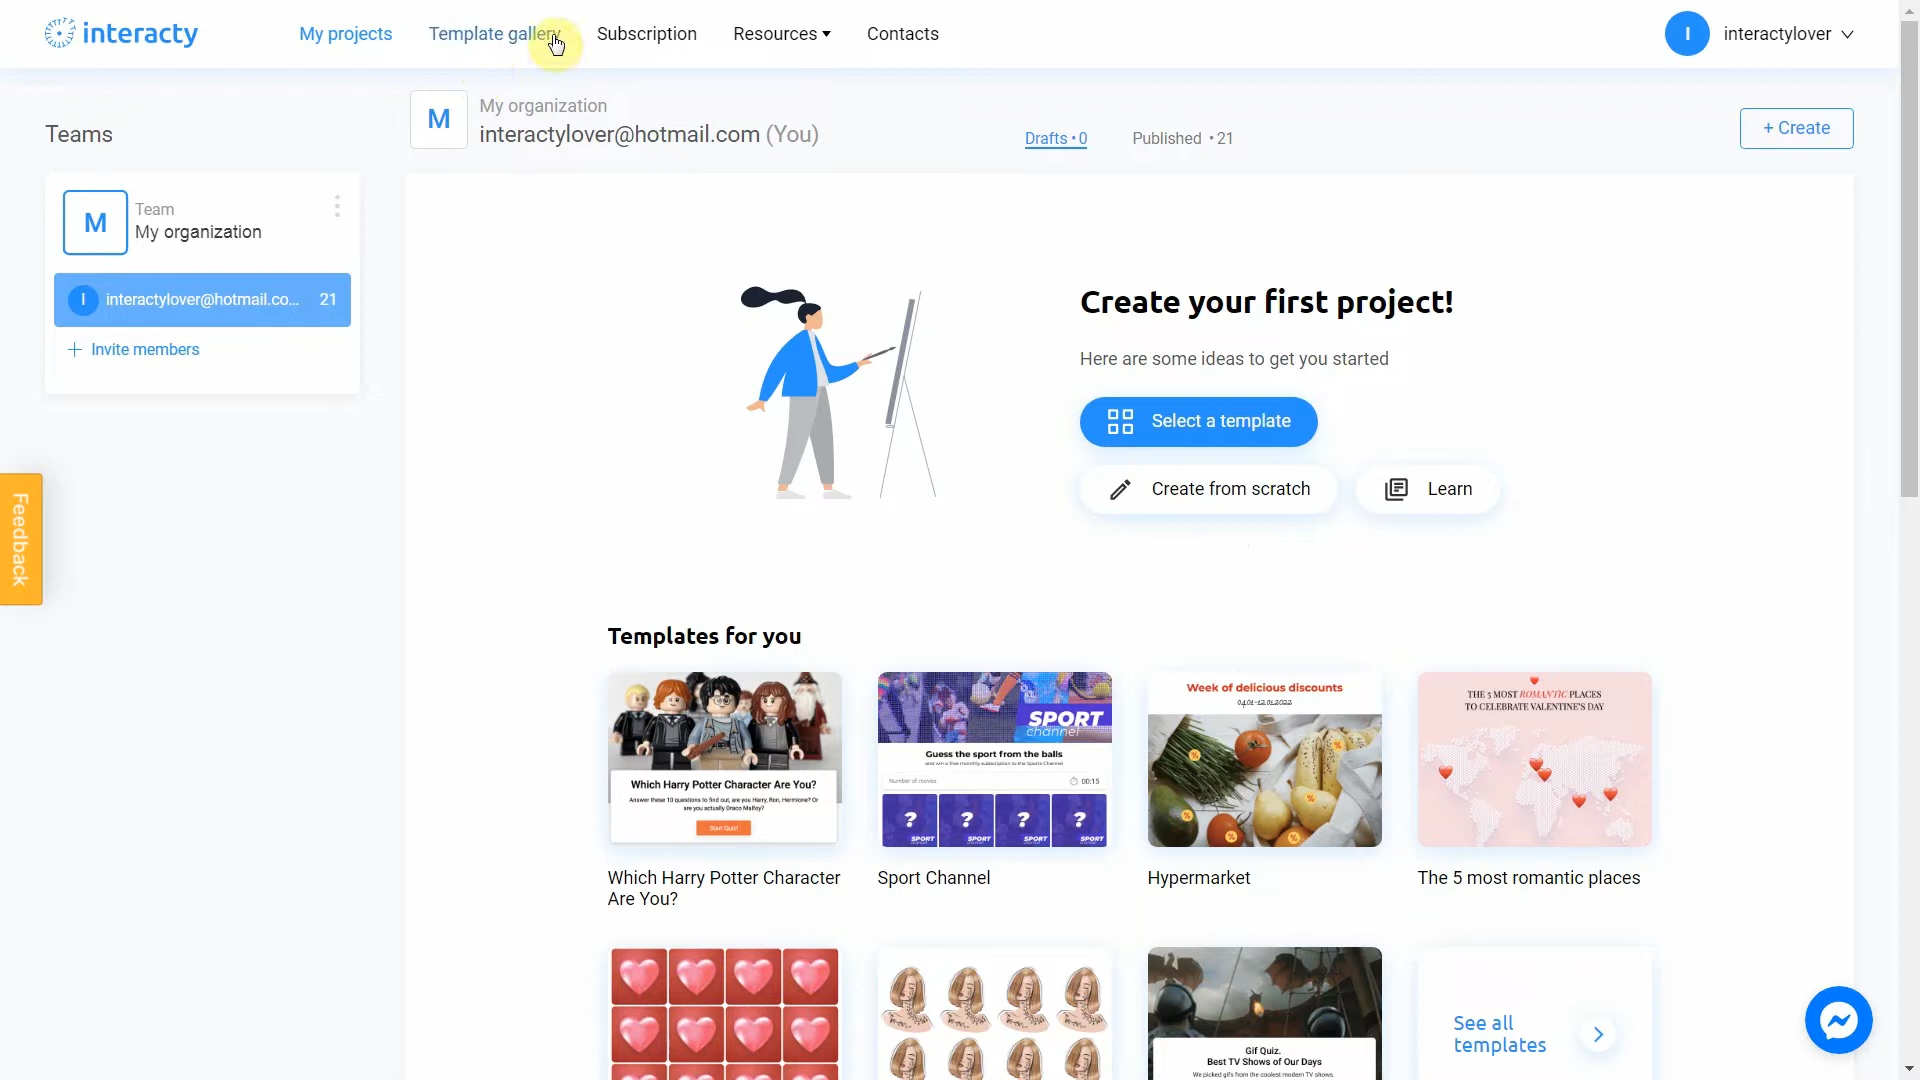 interacty
My projects
Template gallery
Subscription
Resources
Contacts
I
interactylover
Teams
M
My organization
interactylover@hotmail.com (You)
Drafts • 0
Published • 21
+ Create
M
Team
My organization
I
interactylover@hotmail.co...
21
+ Invite members
Create your first project!
Here are some ideas to get you started
Select a template
Create from scratch
Learn
Feedback
Templates for you
Which Harry Potter Character Are You?
Answer these 10 questions to find out, are you Harry, Ron, Hermione? Or
are you actually Draco Malfoy?
Start Quiz!
Which Harry Potter Character
Are You?
SPORT
channel
Guess the sport from the balls
and win a free monthly subscription to the Sports Channel
Number of moves
00:15
? ? ? ?
SPORT SPORT SPORT SPORT
Sport Channel
Week of delicious discounts
04.01-12.01.2022
% % % % % %
Hypermarket
THE 5 MOST ROMANTIC PLACES
TO CELEBRATE VALENTINE'S DAY
The 5 most romantic places
Gif Quiz.
Best TV Shows of Our Days
We picked gifs from the coolest modern TV shows.
See all
templates